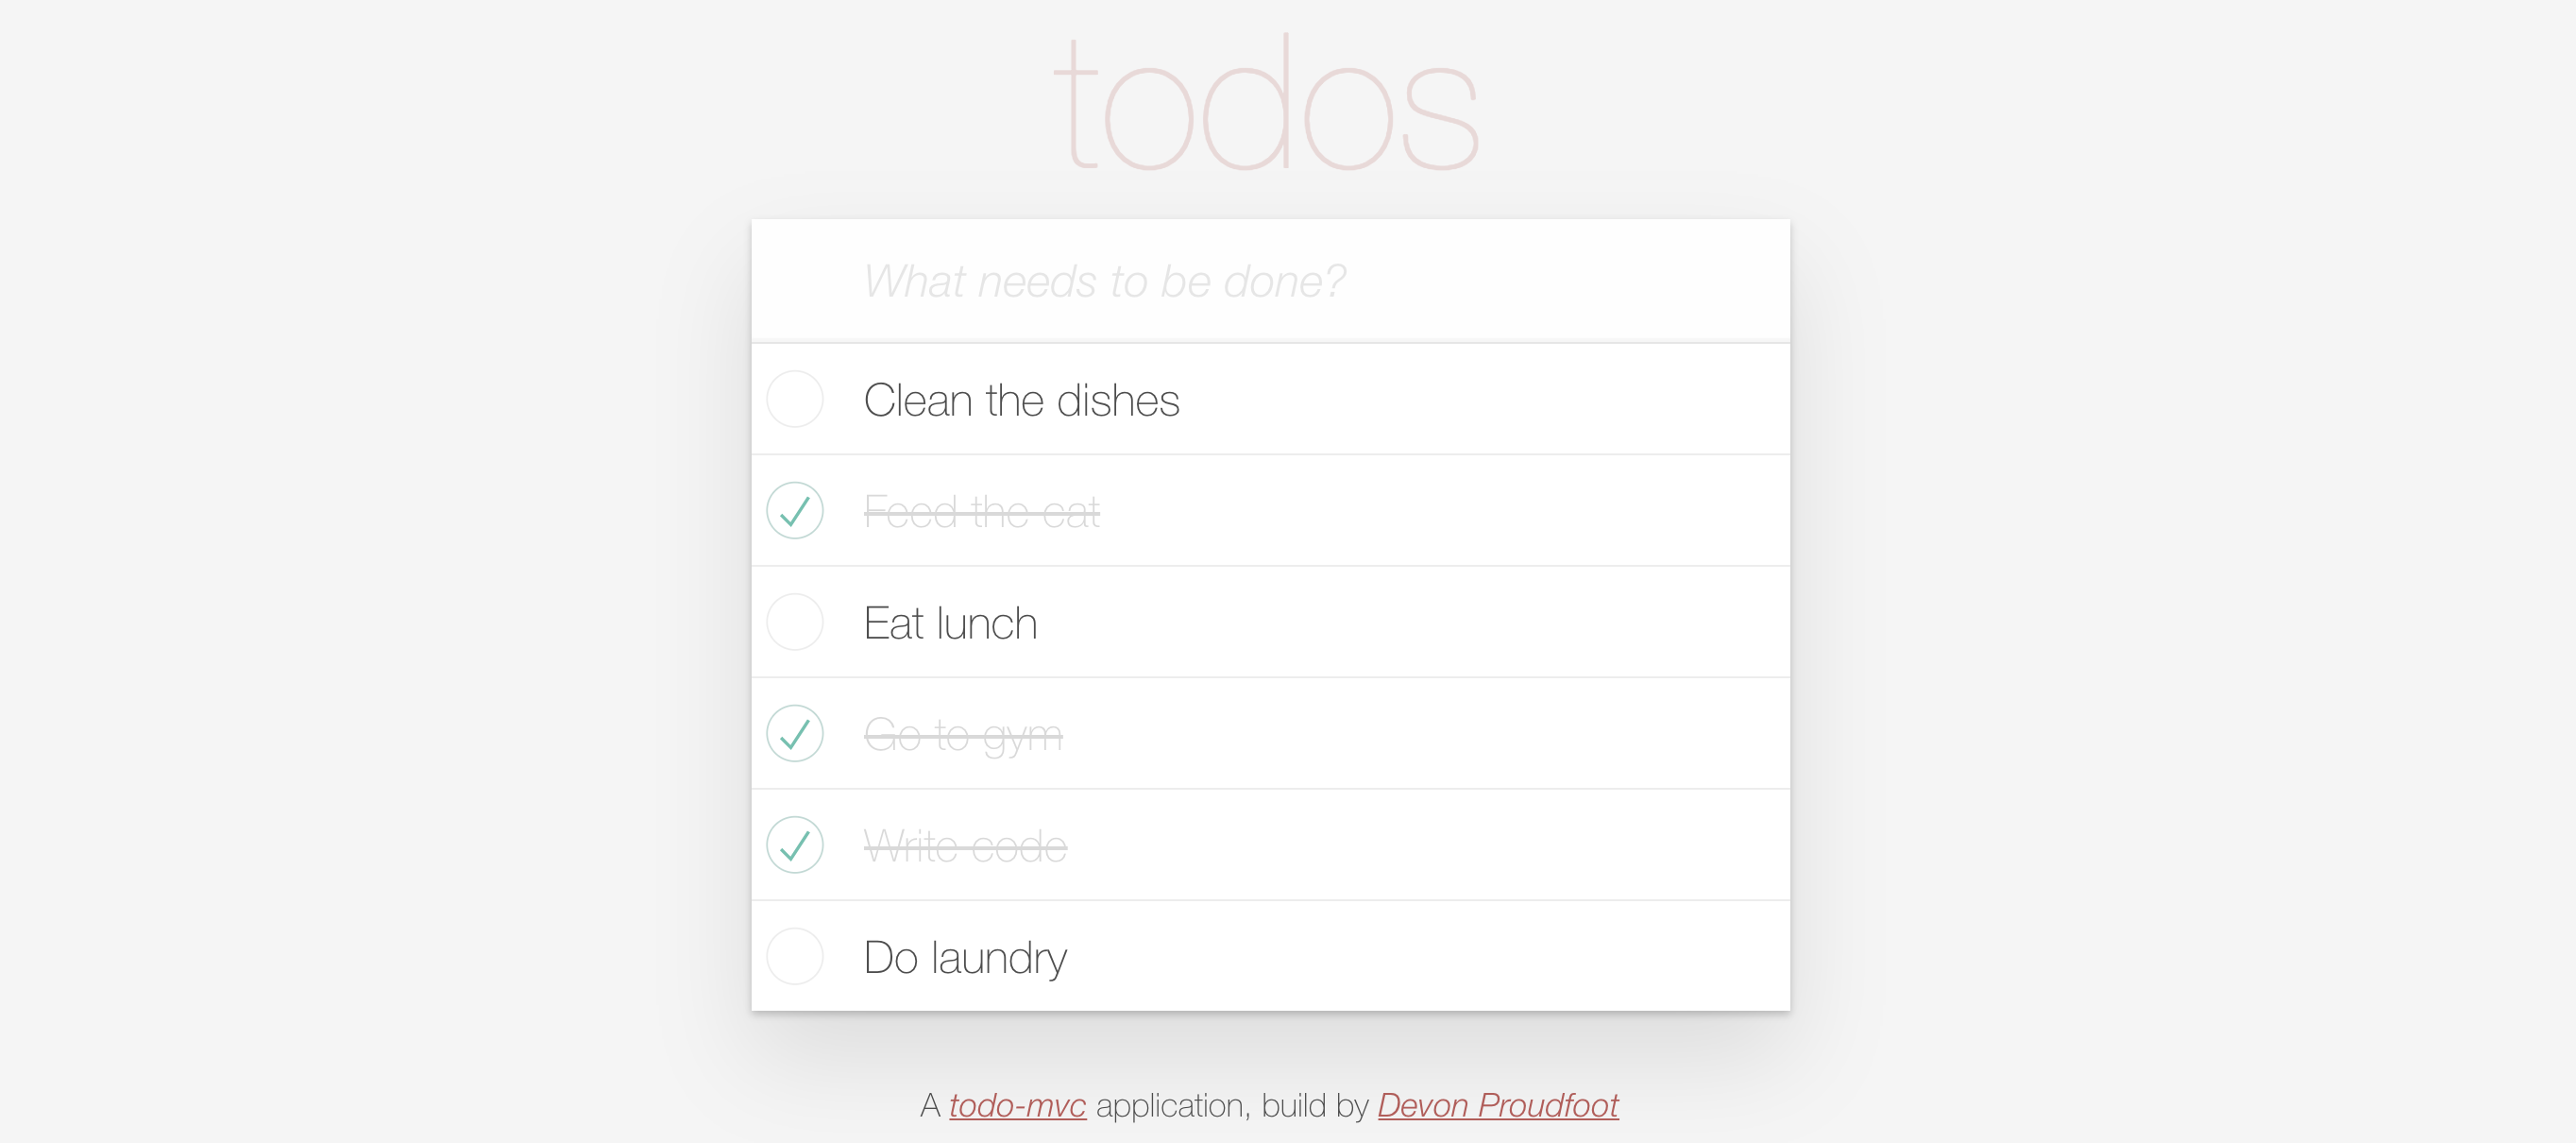 todos
What needs to be done?
Clean the dishes
Feed the cat
Eat lunch
Go to gym
Write code
Do laundry
A todo-mvc application, build by Devon Proudfoot